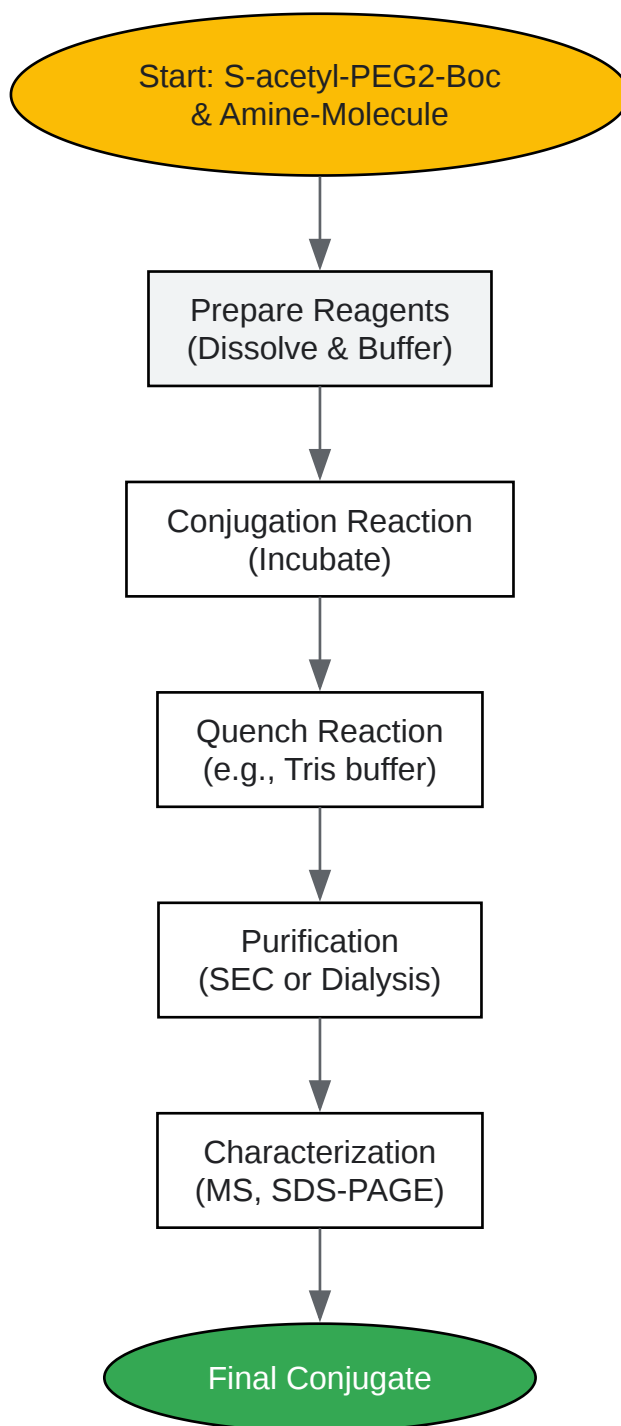 Start: S-acetyl-PEG2-Boc
& Amine-Molecule
Prepare Reagents
(Dissolve & Buffer)
Conjugation Reaction
(Incubate)
Quench Reaction
(e.g., Tris buffer)
Purification
(SEC or Dialysis)
Characterization
(MS, SDS-PAGE)
Final Conjugate